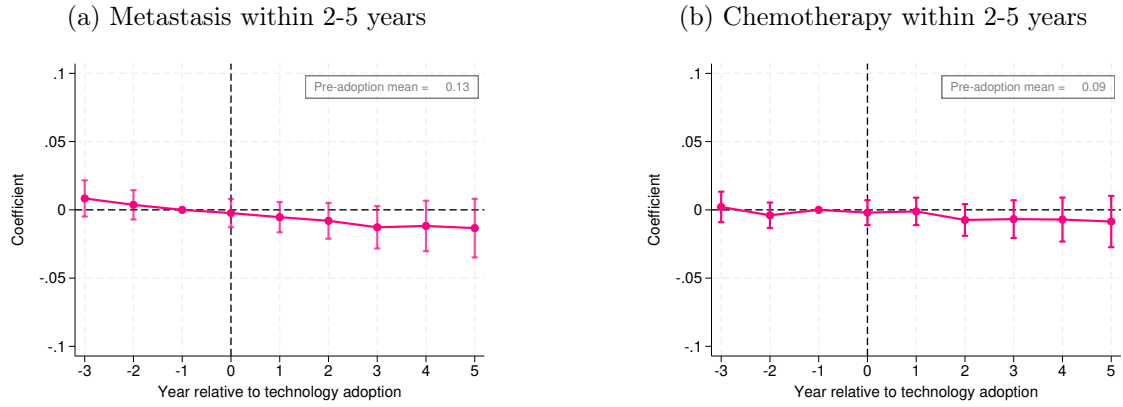 (a) Metastasis within 2-5 years
Pre-adoption mean = 0.13
.1
.05
0
-.05
-.1
Coefficient
-3 -2 -1 0 1 2 3 4 5
Year relative to technology adoption
(b) Chemotherapy within 2-5 years
Pre-adoption mean = 0.09
.1
.05
0
-.05
-.1
Coefficient
-3 -2 -1 0 1 2 3 4 5
Year relative to technology adoption